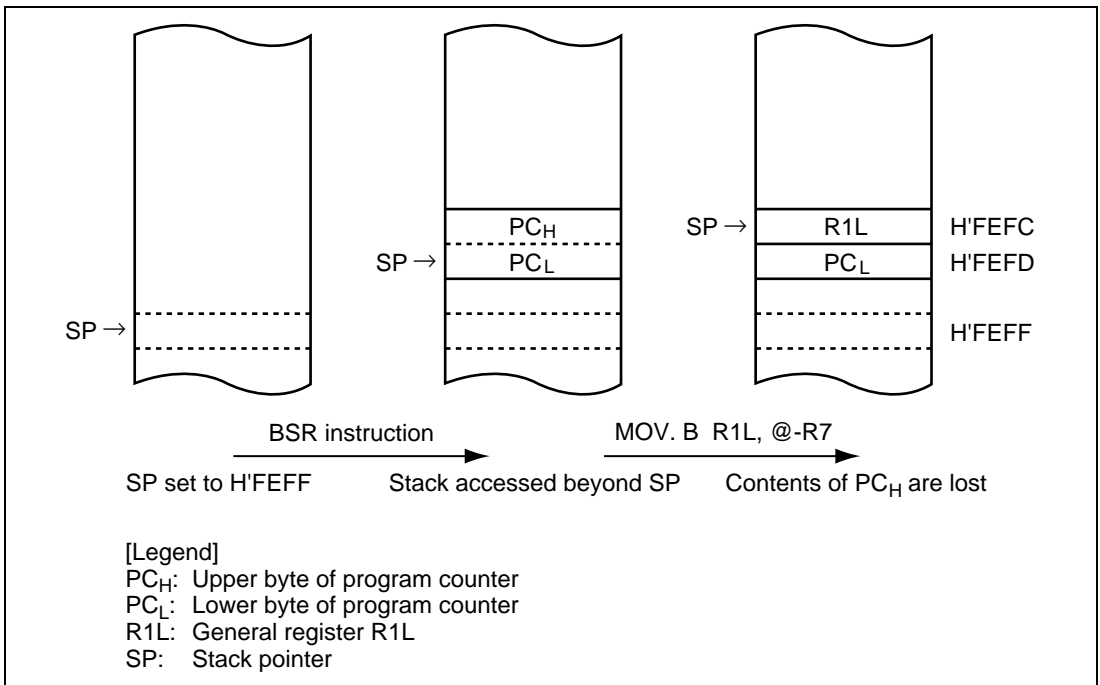 PCH
SP → R1L H'FEFC
SP → PCL PCL H'FEFD
SP → H'FEFF
BSR instruction MOV. B R1L, @-R7
SP set to H'FEFF Stack accessed beyond SP Contents of PCH are lost
[Legend]
PCH: Upper byte of program counter
PCL: Lower byte of program counter
R1L: General register R1L
SP: Stack pointer